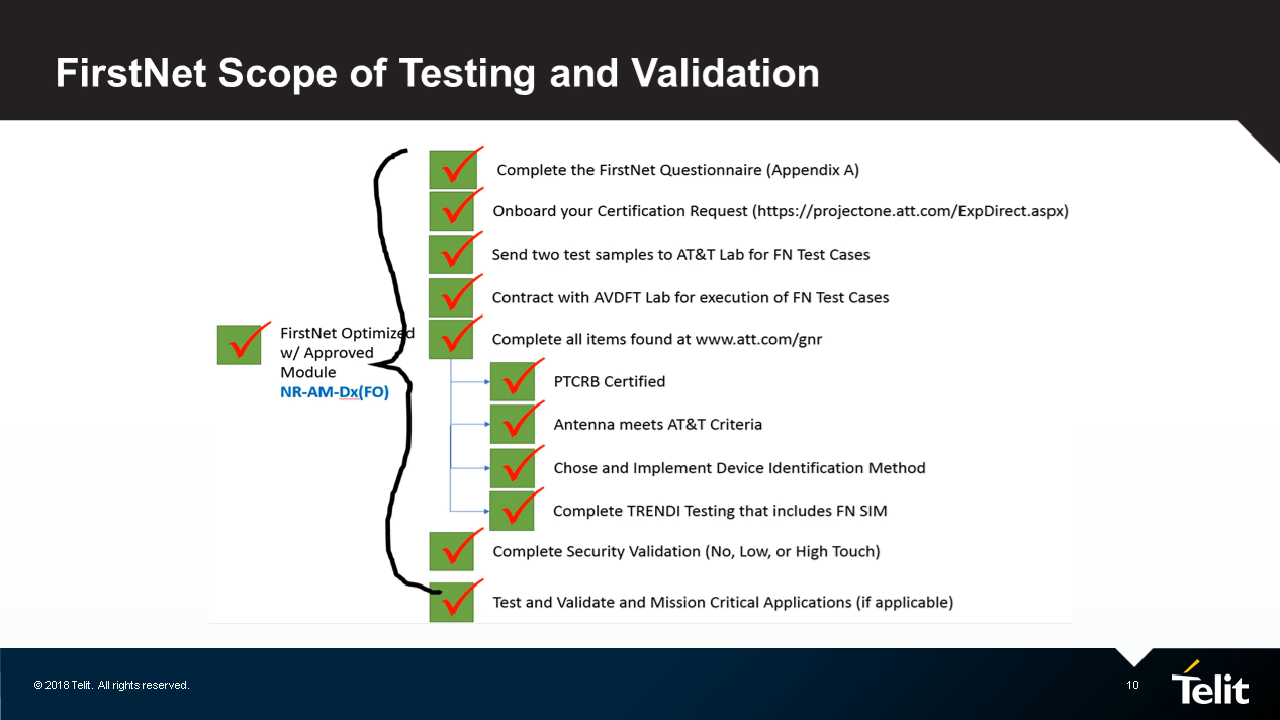 FirstNet Scope of Testing and Validation
Complete the FirstNet Questionnaire (Appendix A)
Onboard your Certification Request (https://projectone.att.com/ExpDirect.aspx)
Send two test samples to AT&T Lab for FN Test Cases
Contract with AVDFT Lab for execution of FN Test Cases
FirstNet Optimized
w/ Approved
Module
NR-AM-Dx(FO)
Complete all items found at www.att.com/gnr
PTCRB Certified
Antenna meets AT&T Criteria
Chose and Implement Device Identification Method
Complete TRENDI Testing that includes FN SIM
Complete Security Validation (No, Low, or High Touch)
Test and Validate and Mission Critical Applications (if applicable)
© 2018 Telit. All rights reserved.
10
Telit